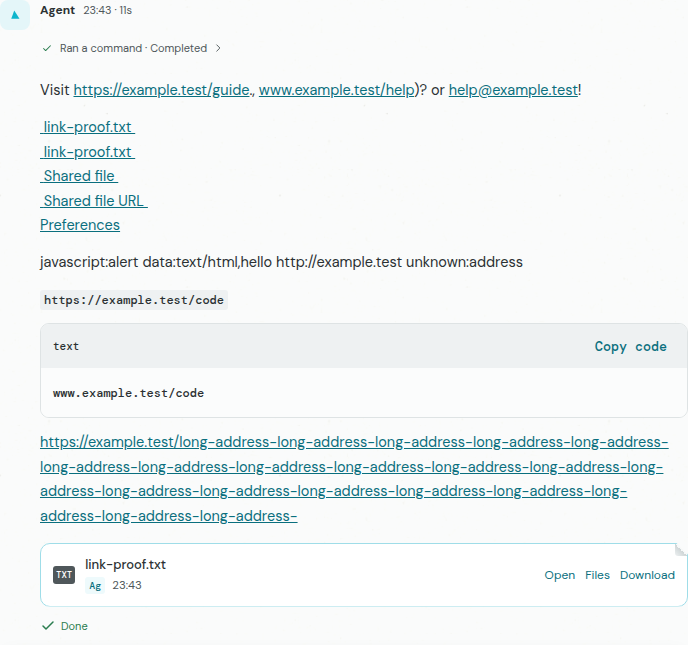 Agent 23:43 · 11s
Ran a command · Completed
Visit https://example.test/guide., www.example.test/help)? or help@example.test!
link-proof.txt
link-proof.txt
Shared file
Shared file URL
Preferences
javascript:alert data:text/html,hello http://example.test unknown:address
https://example.test/code
text Copy code
www.example.test/code
https://example.test/long-address-long-address-long-address-long-address-long-address-
long-address-long-address-long-address-long-address-long-address-long-address-long-
address-long-address-long-address-long-address-long-address-long-address-long-
address-long-address-long-address-
TXT link-proof.txt
Ag 23:43
Open Files Download
Done